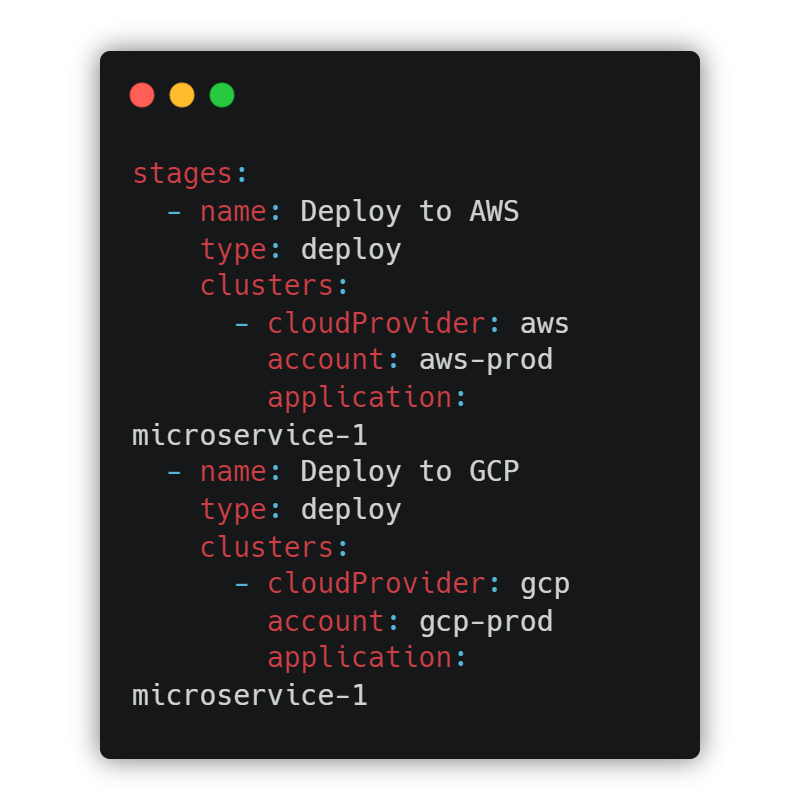 stages:
  - name: Deploy to AWS
    type: deploy
    clusters:
      - cloudProvider: aws
        account: aws-prod
        application:
microservice-1
  - name: Deploy to GCP
    type: deploy
    clusters:
      - cloudProvider: gcp
        account: gcp-prod
        application:
microservice-1